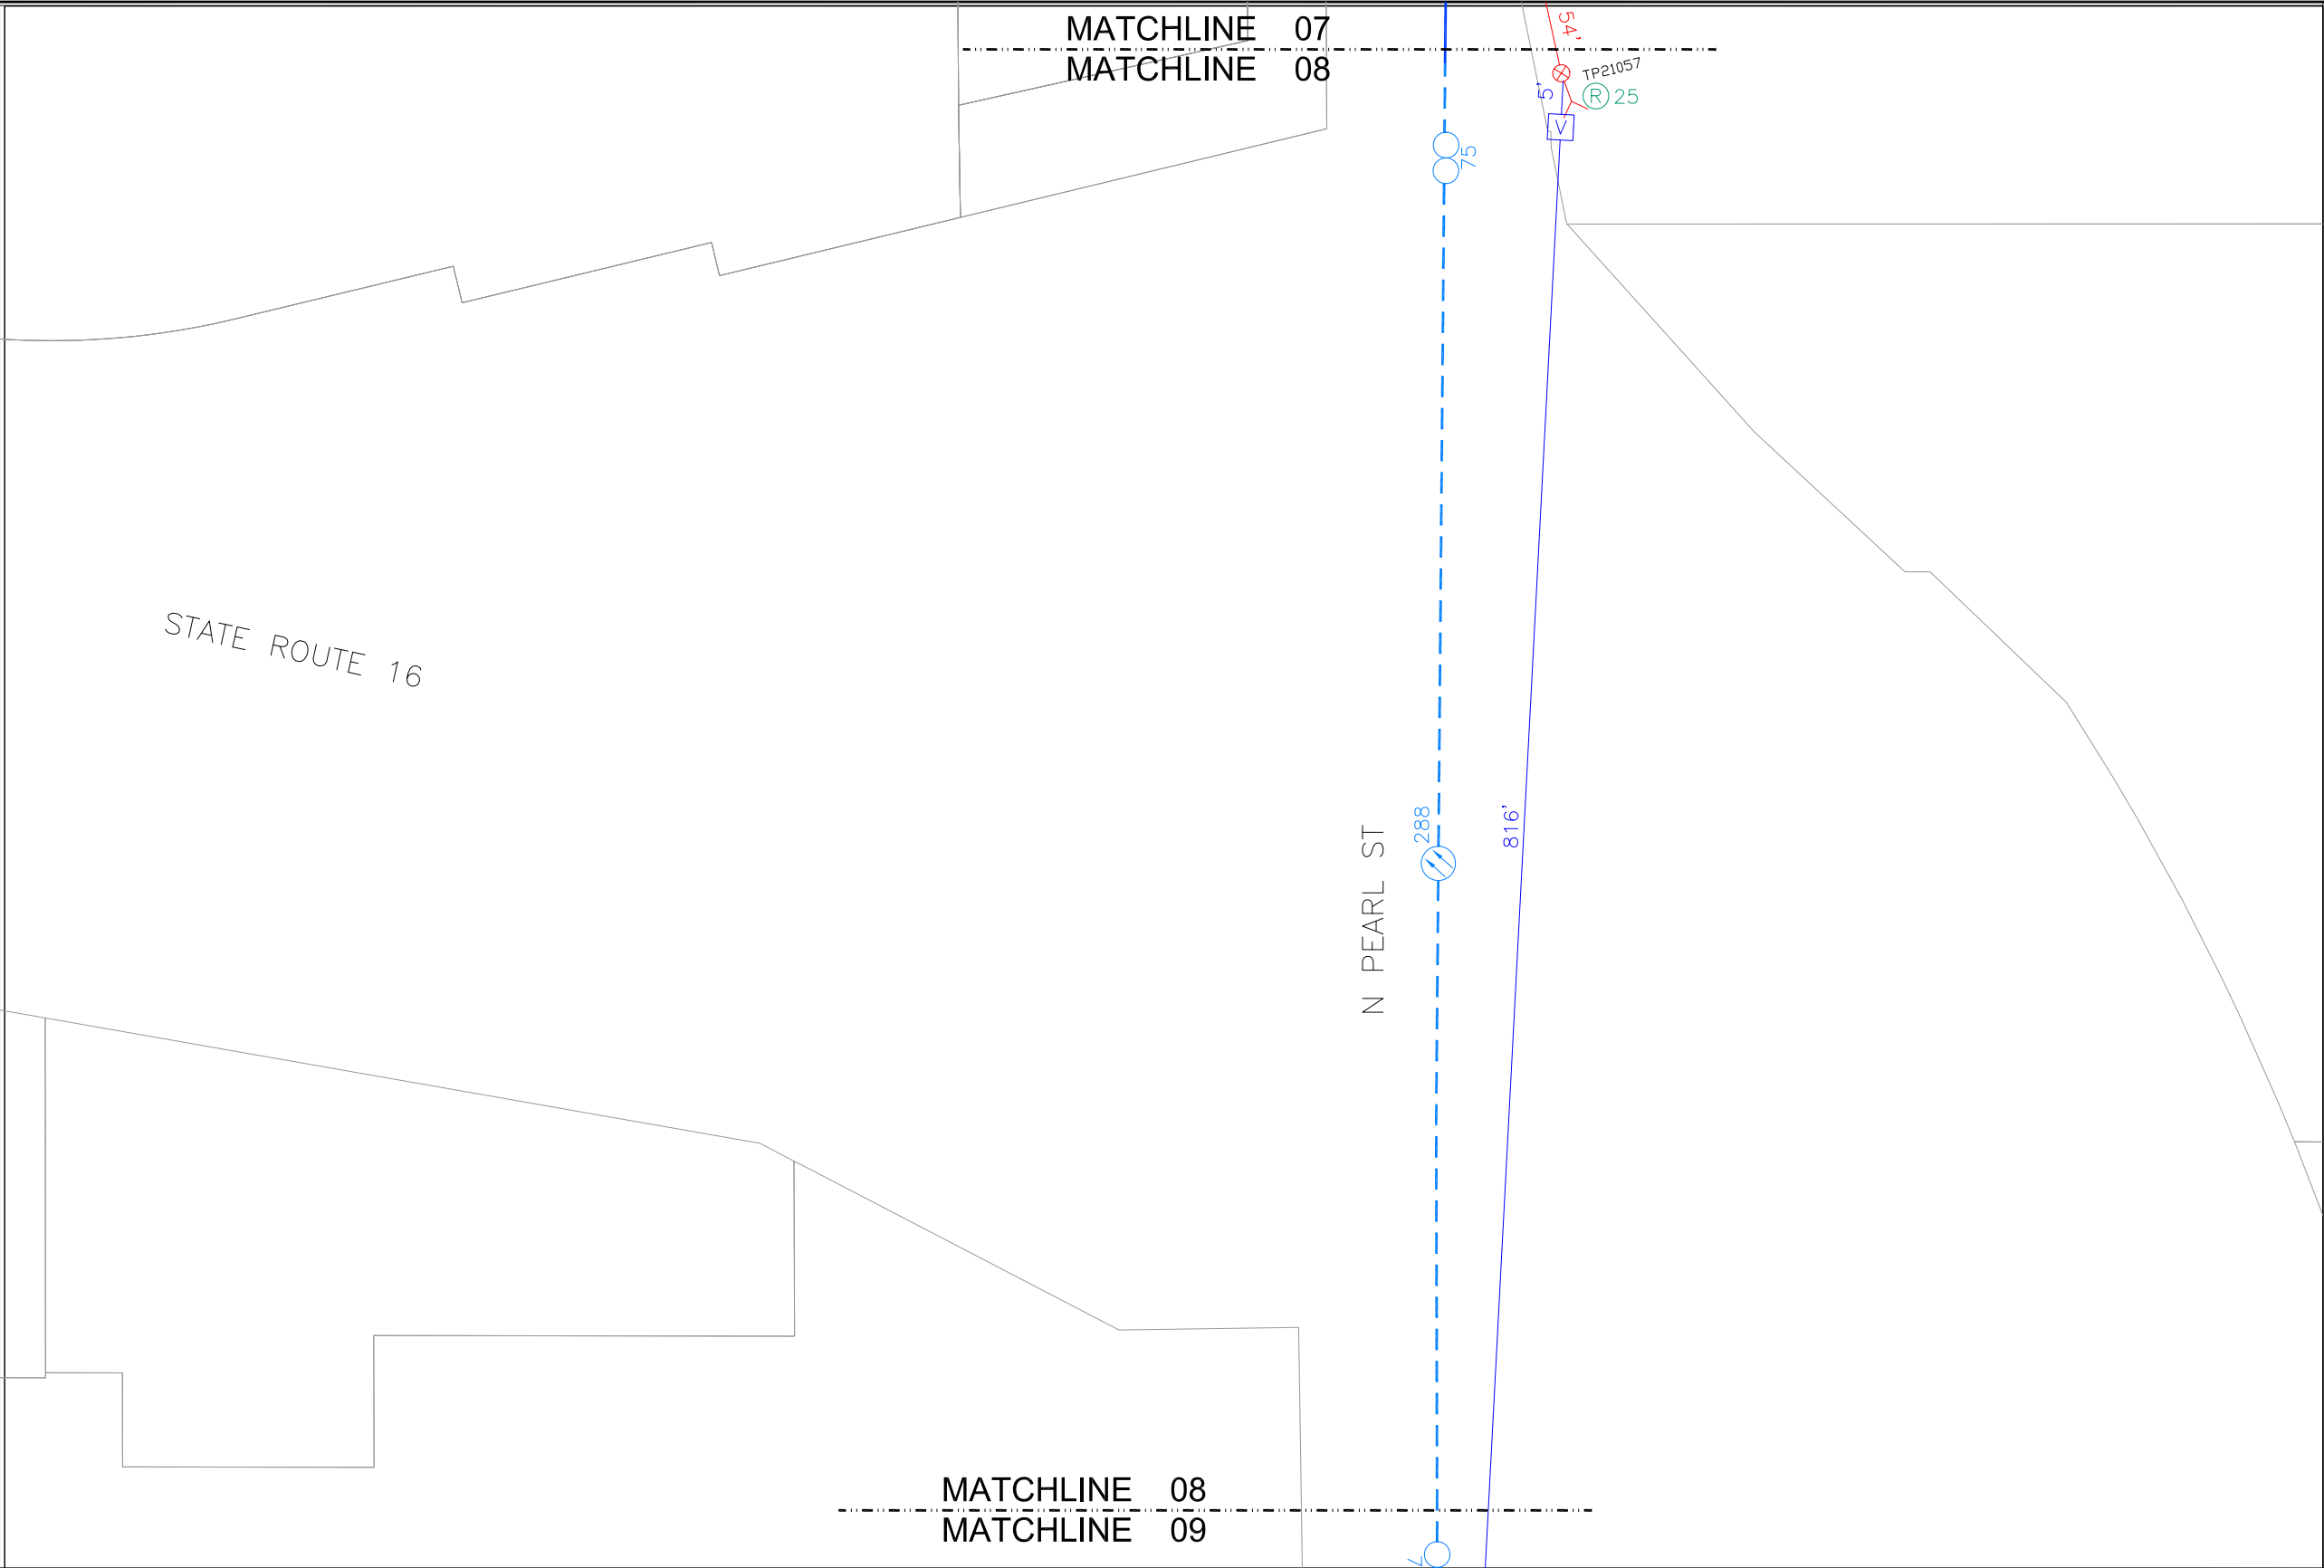 MATCHLINE 07
54'
MATCHLINE 08
TP21057
5'
R 25
V
75
STATE ROUTE 16
288
816'
N PEARL ST
MATCHLINE 08
MATCHLINE 09